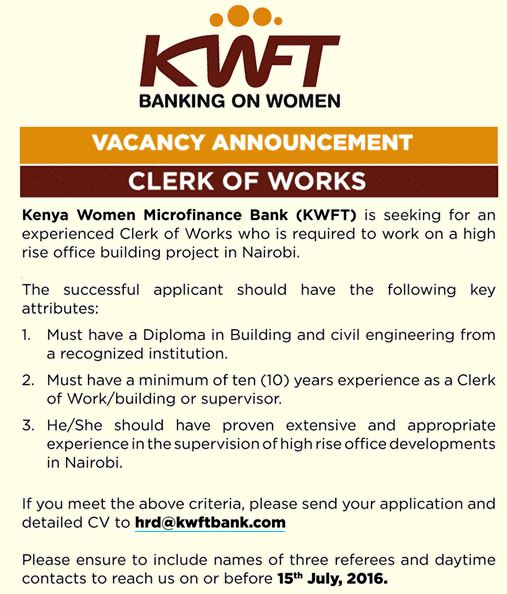 KWFT
BANKING ON WOMEN
VACANCY ANNOUNCEMENT
CLERK OF WORKS
Kenya Women Microfinance Bank (KWFT) is seeking for an
experienced Clerk of Works who is required to work on a high
rise office building project in Nairobi.
The successful applicant should have the following key
attributes:
1. Must have a Diploma in Building and civil engineering from
a recognized institution.
2. Must have a minimum of ten (10) years experience as a Clerk
of Work/building or supervisor.
3. He/She should have proven extensive and appropriate
experience in the supervision of high rise office developments
in Nairobi.
If you meet the above criteria, please send your application and
detailed CV to hrd@kwftbank.com
Please ensure to include names of three referees and daytime
contacts to reach us on or before 15th July, 2016.